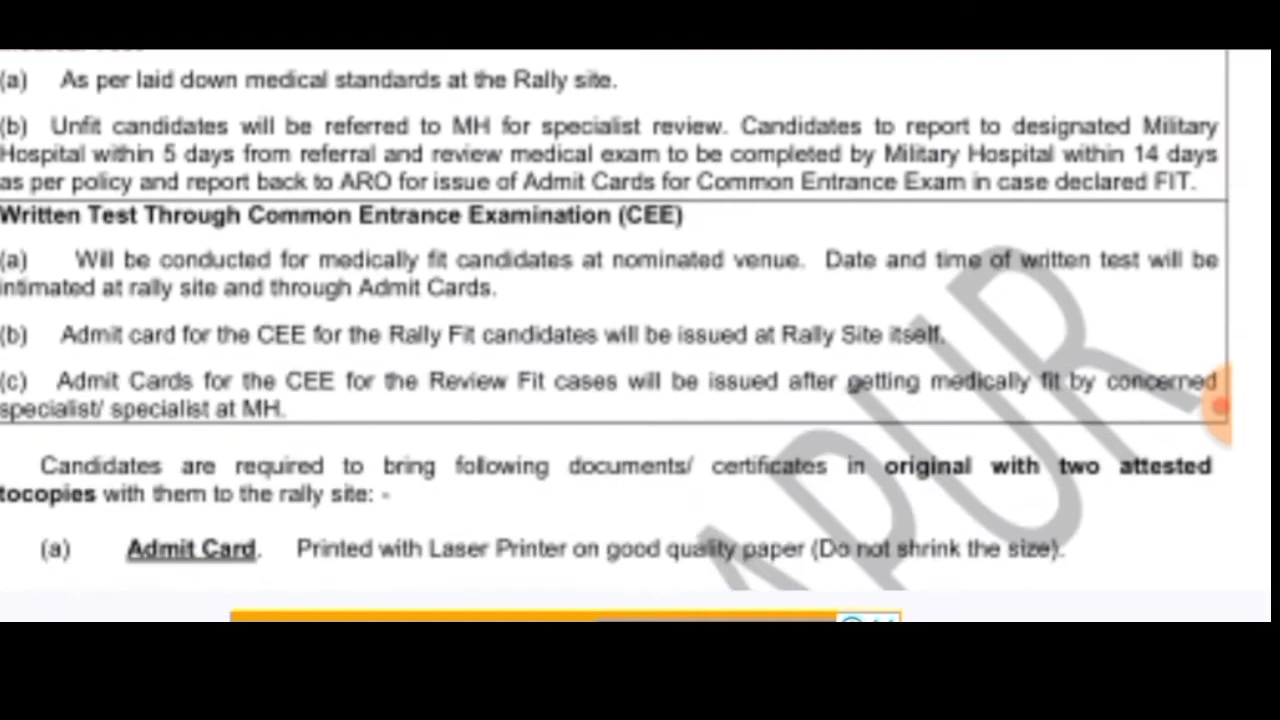 (a) As per laid down medical standards at the Rally site.
(b) Unfit candidates will be referred to MH for specialist review. Candidates to report to designated Military
Hospital within 5 days from referral and review medical exam to be completed by Military Hospital within 14 days
as per policy and report back to ARO for issue of Admit Cards for Common Entrance Exam in case declared FIT.
Written Test Through Common Entrance Examination (CEE)
(a) Will be conducted for medically fit candidates at nominated venue. Date and time of written test will be
intimated at rally site and through Admit Cards.
(b) Admit card for the CEE for the Rally Fit candidates will be issued at Rally Site itself.
(c) Admit Cards for the CEE for the Review Fit cases will be issued after getting medically fit by concerned
specialist/ specialist at MH.
Candidates are required to bring following documents/ certificates in original with two attested
tocopies with them to the rally site: -
(a) Admit Card. Printed with Laser Printer on good quality paper (Do not shrink the size).
APUR